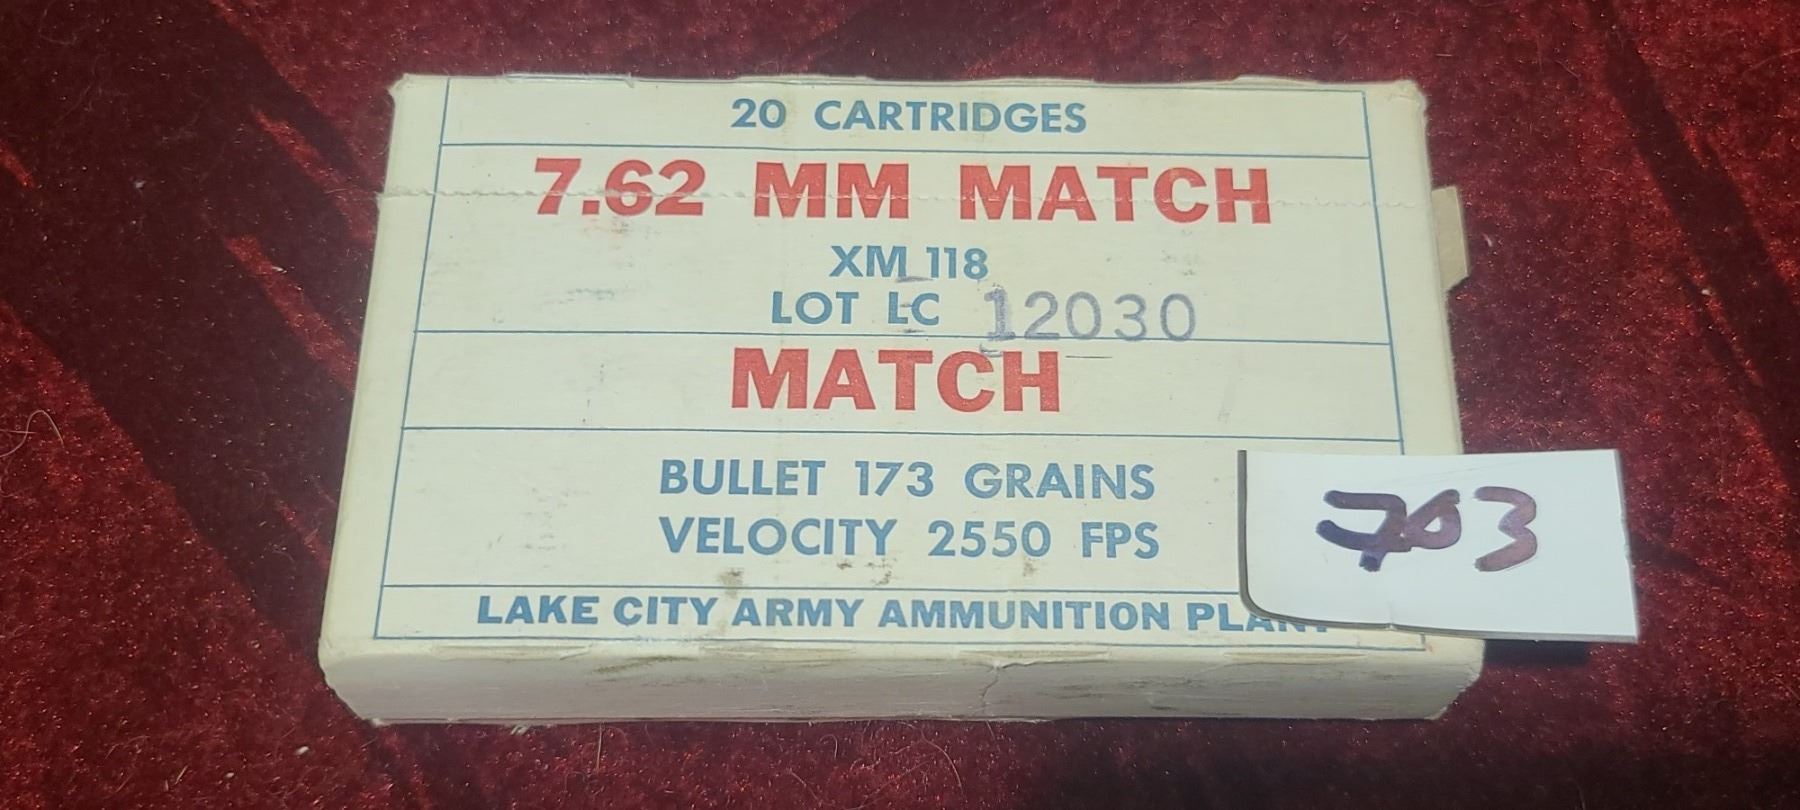 20 CARTRIDGES
7.62 MM MATCH
XM 118
LOT LC 12030
MATCH
BULLET 173 GRAINS
VELOCITY 2550 FPS
703
LAKE CITY ARMY AMMUNITION PLANT